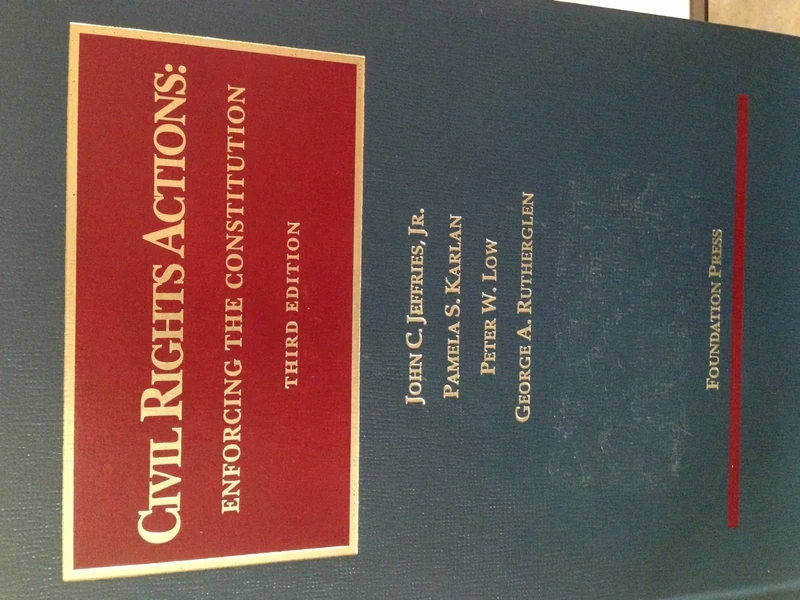 CIVIL RIGHTS ACTIONS:
ENFORCING THE CONSTITUTION
THIRD EDITION
JOHN C. JEFFRIES, JR.
PAMELA S. KARLAN
PETER W. LOW
GEORGE A. RUTHERGLEN
FOUNDATION PRESS